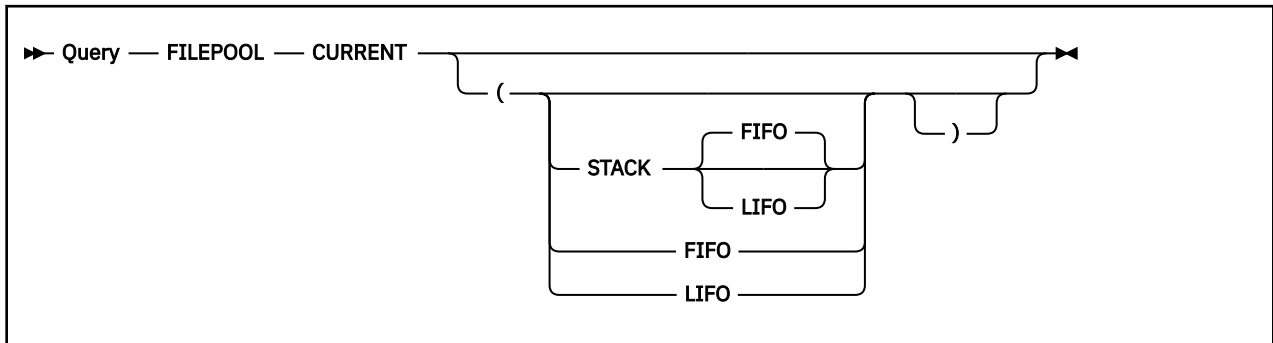 Query FILEPOOL CURRENT
(
)
FIFO
STACK
LIFO
FIFO
LIFO